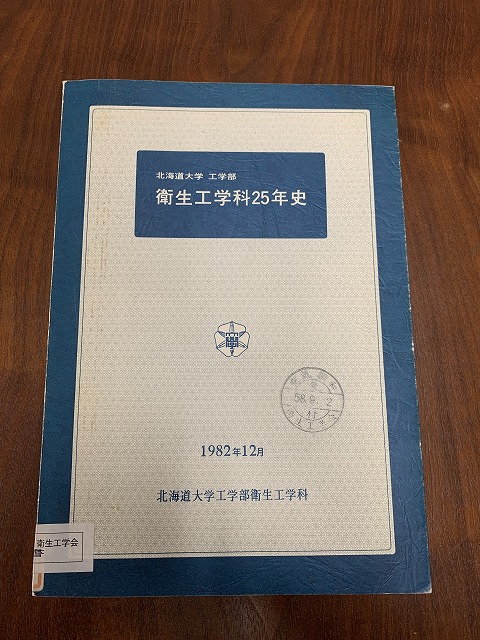 北海道大学 工学部
衛生工学科25年史
58.9.2
1982年12月
北海道大学工学部衛生工学科
衛生工学会